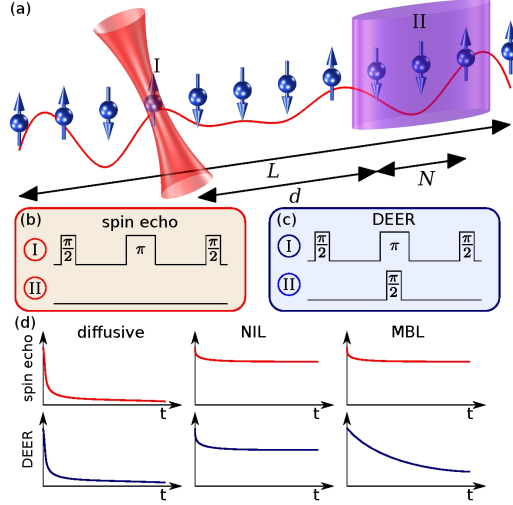 (a)
I
II
L
d
N
(b) spin echo
I π/2 π π/2
II
(c) DEER
I π/2 π π/2
II π/2
(d) diffusive NIL MBL
spin echo
t t t
DEER
t t t